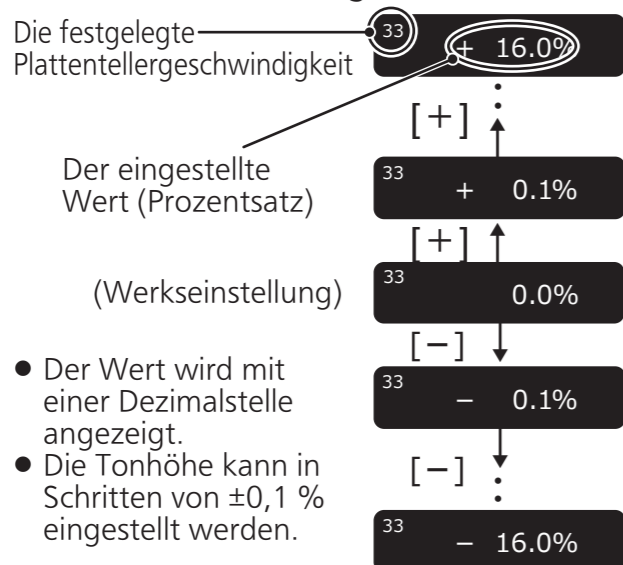 Die festgelegte
Plattentellergeschwindigkeit
33
+ 16.0%
[+]
Der eingestellte
Wert (Prozentsatz)
33
+ 0.1%
[+]
(Werkseinstellung)
33
0.0%
[−]
33
− 0.1%
● Der Wert wird mit
einer Dezimalstelle
angezeigt.
● Die Tonhöhe kann in
Schritten von ±0,1 %
eingestellt werden.
[−]
33
− 16.0%